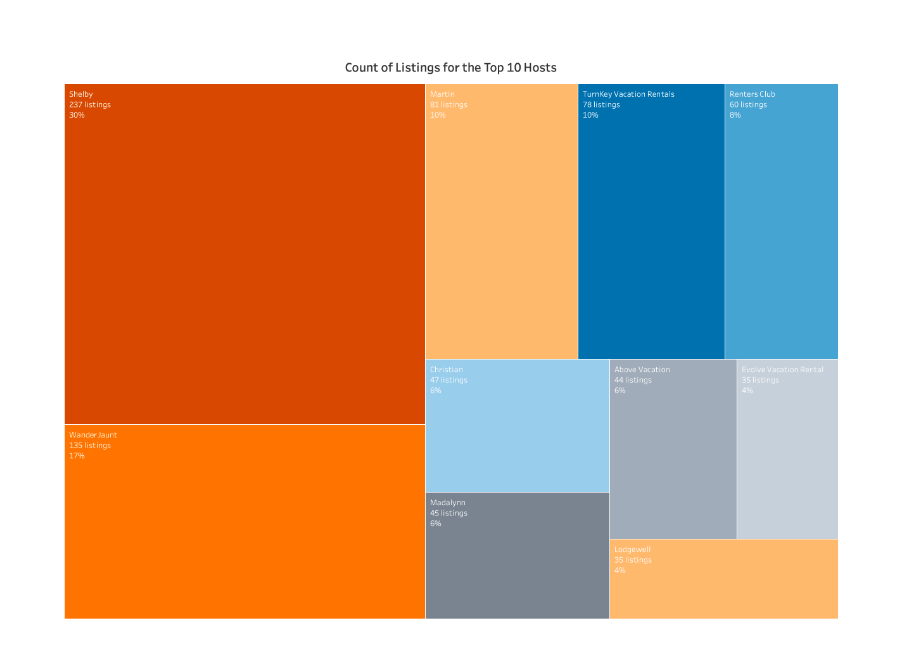 Count of Listings for the Top 10 Hosts
Shelby
237 listings
30%
Martin
81 listings
10%
TurnKey Vacation Rentals
78 listings
10%
Renters Club
60 listings
8%
WanderJaunt
135 listings
17%
Christian
47 listings
6%
Above Vacation
44 listings
6%
Evolve Vacation Rental
35 listings
4%
Madalynn
45 listings
6%
Lodgewell
35 listings
4%